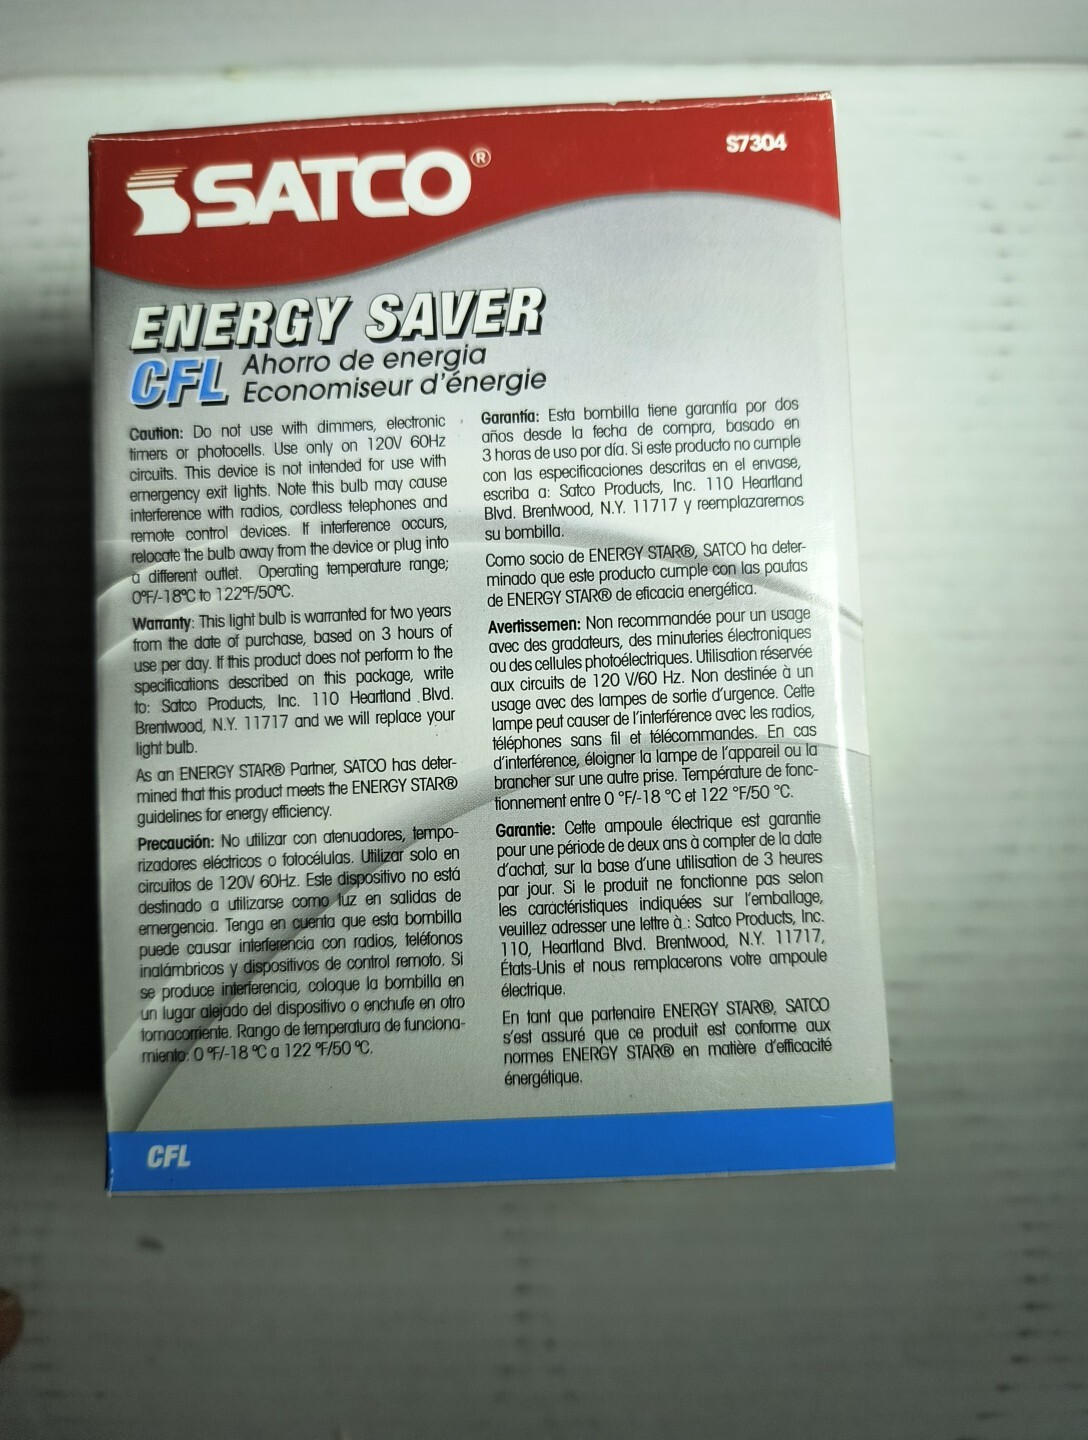 SATCO®
S7304
ENERGY SAVER
CFL Ahorro de energia
Economiseur d'énergie
Caution: Do not use with dimmers, electronic
timers or photocells. Use only on 120V 60Hz
circuits. This device is not intended for use with
emergency exit lights. Note this bulb may cause
interference with radios, cordless telephones and
remote control devices. If interference occurs,
relocate the bulb away from the device or plug into
a different outlet. Operating temperature range;
0ºF/-18ºC to 122ºF/50ºC.
Warranty: This light bulb is warranted for two years
from the date of purchase, based on 3 hours of
use per day. If this product does not perform to the
specifications described on this package, write
to: Satco Products, Inc. 110 Heartland Blvd.
Brentwood, N.Y. 11717 and we will replace your
light bulb.
As an ENERGY STAR® Partner, SATCO has deter-
mined that this product meets the ENERGY STAR®
guidelines for energy efficiency.
Precaución: No utilizar con atenuadores, tempo-
rizadores eléctricos o fotocélulas. Utilizar solo en
circuitos de 120V 60Hz. Este dispositivo no está
destinado a utilizarse como luz en salidas de
emergencia. Tenga en cuenta que esta bombilla
puede causar interferencia con radios, teléfonos
inalámbricos y dispositivos de control remoto. Si
se produce interferencia, coloque la bombilla en
un lugar alejado del dispositivo o enchufe en otro
tomacorriente. Rango de temperatura de funciona-
miento: 0 ºF/-18 ºC a 122 ºF/50 ºC.
Garantía: Esta bombilla tiene garantía por dos
años desde la fecha de compra, basado en
3 horas de uso por día. Si este producto no cumple
con las especificaciones descritas en el envase,
escriba a: Satco Products, Inc. 110 Heartland
Blvd. Brentwood, N.Y. 11717 y reemplazaremos
su bombilla.
Como socio de ENERGY STAR®, SATCO ha deter-
minado que este producto cumple con las pautas
de ENERGY STAR® de eficacia energética.
Avertissemen: Non recommandée pour un usage
avec des gradateurs, des minuteries électroniques
ou des cellules photoélectriques. Utilisation réservée
aux circuits de 120 V/60 Hz. Non destinée à un
usage avec des lampes de sortie d'urgence. Cette
lampe peut causer de l'interférence avec les radios,
téléphones sans fil et télécommandes. En cas
d'interférence, éloigner la lampe de l'appareil ou la
brancher sur une autre prise. Température de fonc-
tionnement entre 0 °F/-18 °C et 122 °F/50 °C.
Garantie: Cette ampoule électrique est garantie
pour une période de deux ans à compter de la date
d'achat, sur la base d'une utilisation de 3 heures
par jour. Si le produit ne fonctionne pas selon
les caractéristiques indiquées sur l'emballage,
veuillez adresser une lettre à : Satco Products, Inc.
110, Heartland Blvd. Brentwood, N.Y. 11717,
États-Unis et nous remplacerons votre ampoule
électrique.
En tant que partenaire ENERGY STAR®, SATCO
s'est assuré que ce produit est conforme aux
normes ENERGY STAR® en matière d'efficacité
énergétique.
CFL